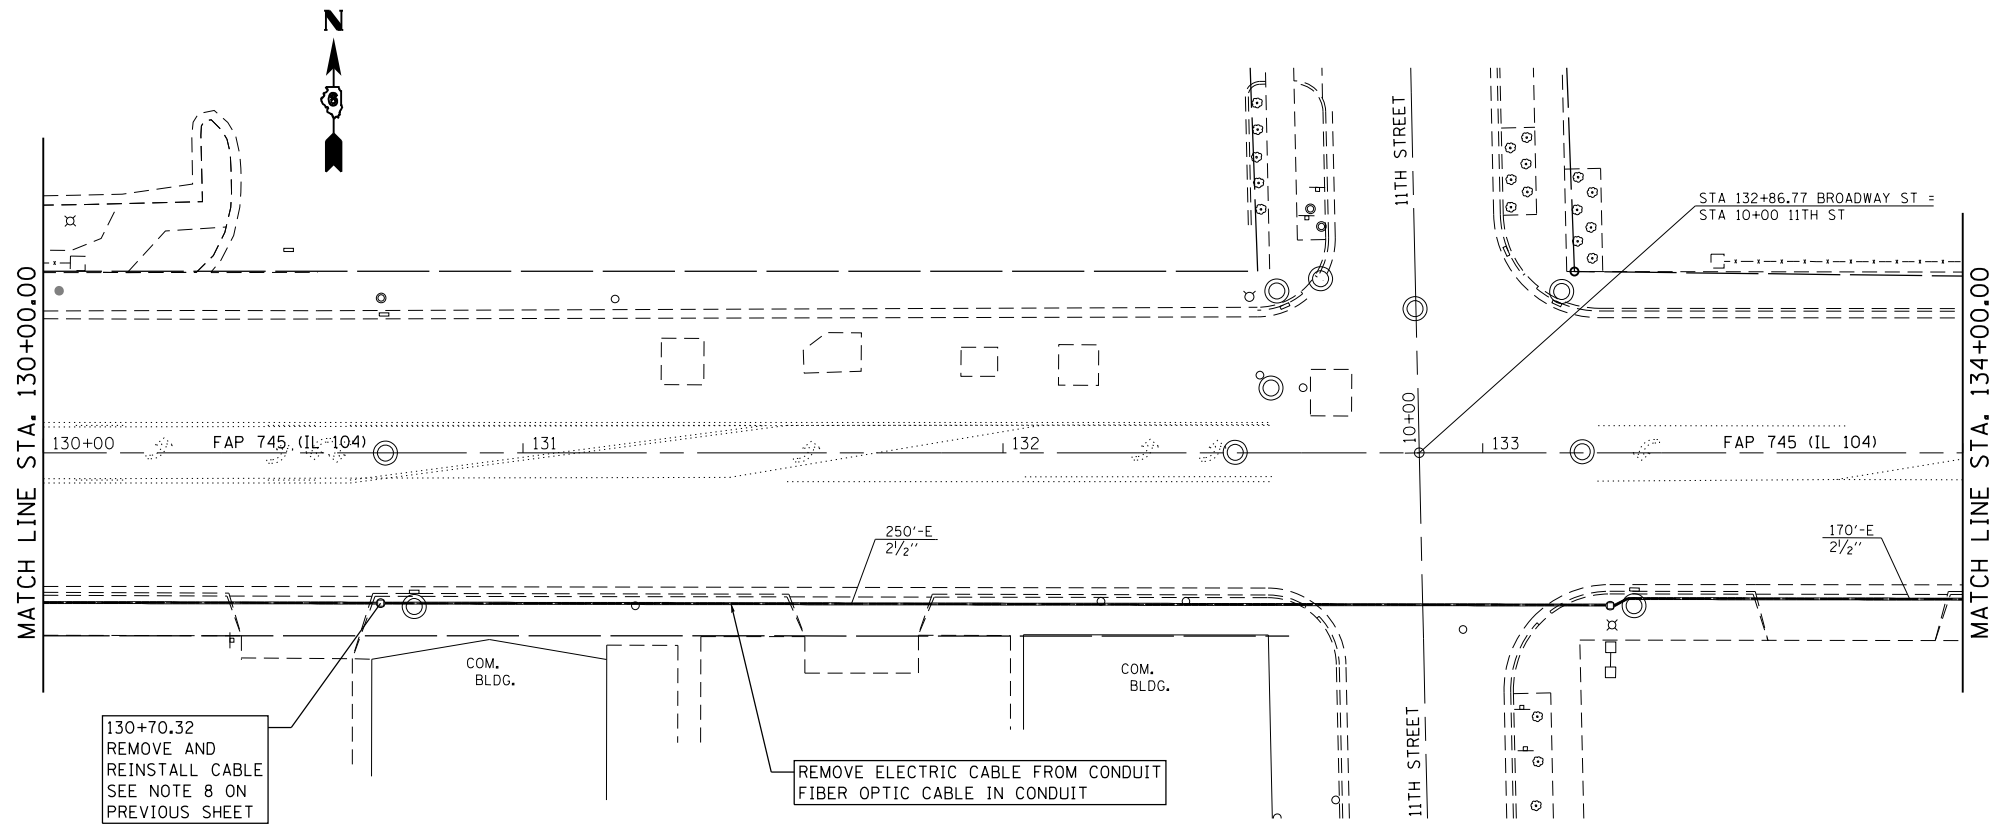 N
6
11TH STREET
STA 132+86.77 BROADWAY ST =
STA 10+00 11TH ST
MATCH LINE STA. 130+00.00
MATCH LINE STA. 134+00.00
10+00
130+00
FAP 745 (IL 104)
131
132
133
FAP 745 (IL 104)
250'-E
2 1/2"
170'-E
2 1/2"
COM.
BLDG.
COM.
BLDG.
11TH STREET
130+70.32
REMOVE AND
REINSTALL CABLE
SEE NOTE 8 ON
PREVIOUS SHEET
REMOVE ELECTRIC CABLE FROM CONDUIT
FIBER OPTIC CABLE IN CONDUIT